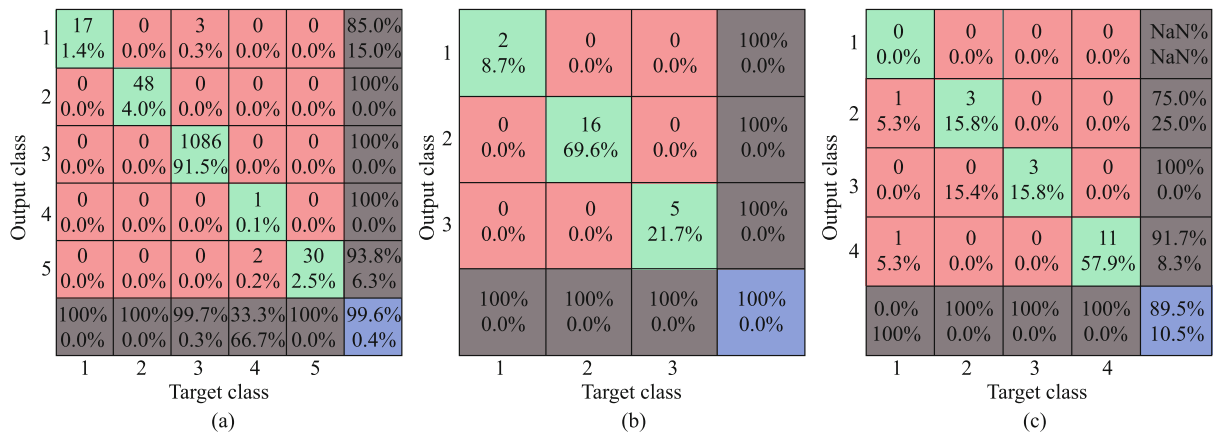 17 0 3 0 0 85.0%
1.4% 0.0% 0.3% 0.0% 0.0% 15.0%
1
0 48 0 0 0 100%
0.0% 4.0% 0.0% 0.0% 0.0% 0.0%
2
0 0 1086 0 0 100%
0.0% 0.0% 91.5% 0.0% 0.0% 0.0%
3
0 0 0 1 0 100%
0.0% 0.0% 0.0% 0.1% 0.0% 0.0%
4
0 0 0 2 30 93.8%
0.0% 0.0% 0.0% 0.2% 2.5% 6.3%
5
100% 100% 99.7% 33.3% 100% 99.6%
0.0% 0.0% 0.3% 66.7% 0.0% 0.4%
Output class
1 2 3 4 5
Target class
(a)
2 0 0 100%
8.7% 0.0% 0.0% 0.0%
1
0 16 0 100%
0.0% 69.6% 0.0% 0.0%
2
0 0 5 100%
0.0% 0.0% 21.7% 0.0%
3
100% 100% 100% 100%
0.0% 0.0% 0.0% 0.0%
Output class
1 2 3
Target class
(b)
0 0 0 0 NaN%
0.0% 0.0% 0.0% 0.0% NaN%
1
1 3 0 0 75.0%
5.3% 15.8% 0.0% 0.0% 25.0%
2
0 0 3 0 100%
0.0% 15.4% 15.8% 0.0% 0.0%
3
1 0 0 11 91.7%
5.3% 0.0% 0.0% 57.9% 8.3%
4
0.0% 100% 100% 100% 89.5%
100% 0.0% 0.0% 0.0% 10.5%
Output class
1 2 3 4
Target class
(c)